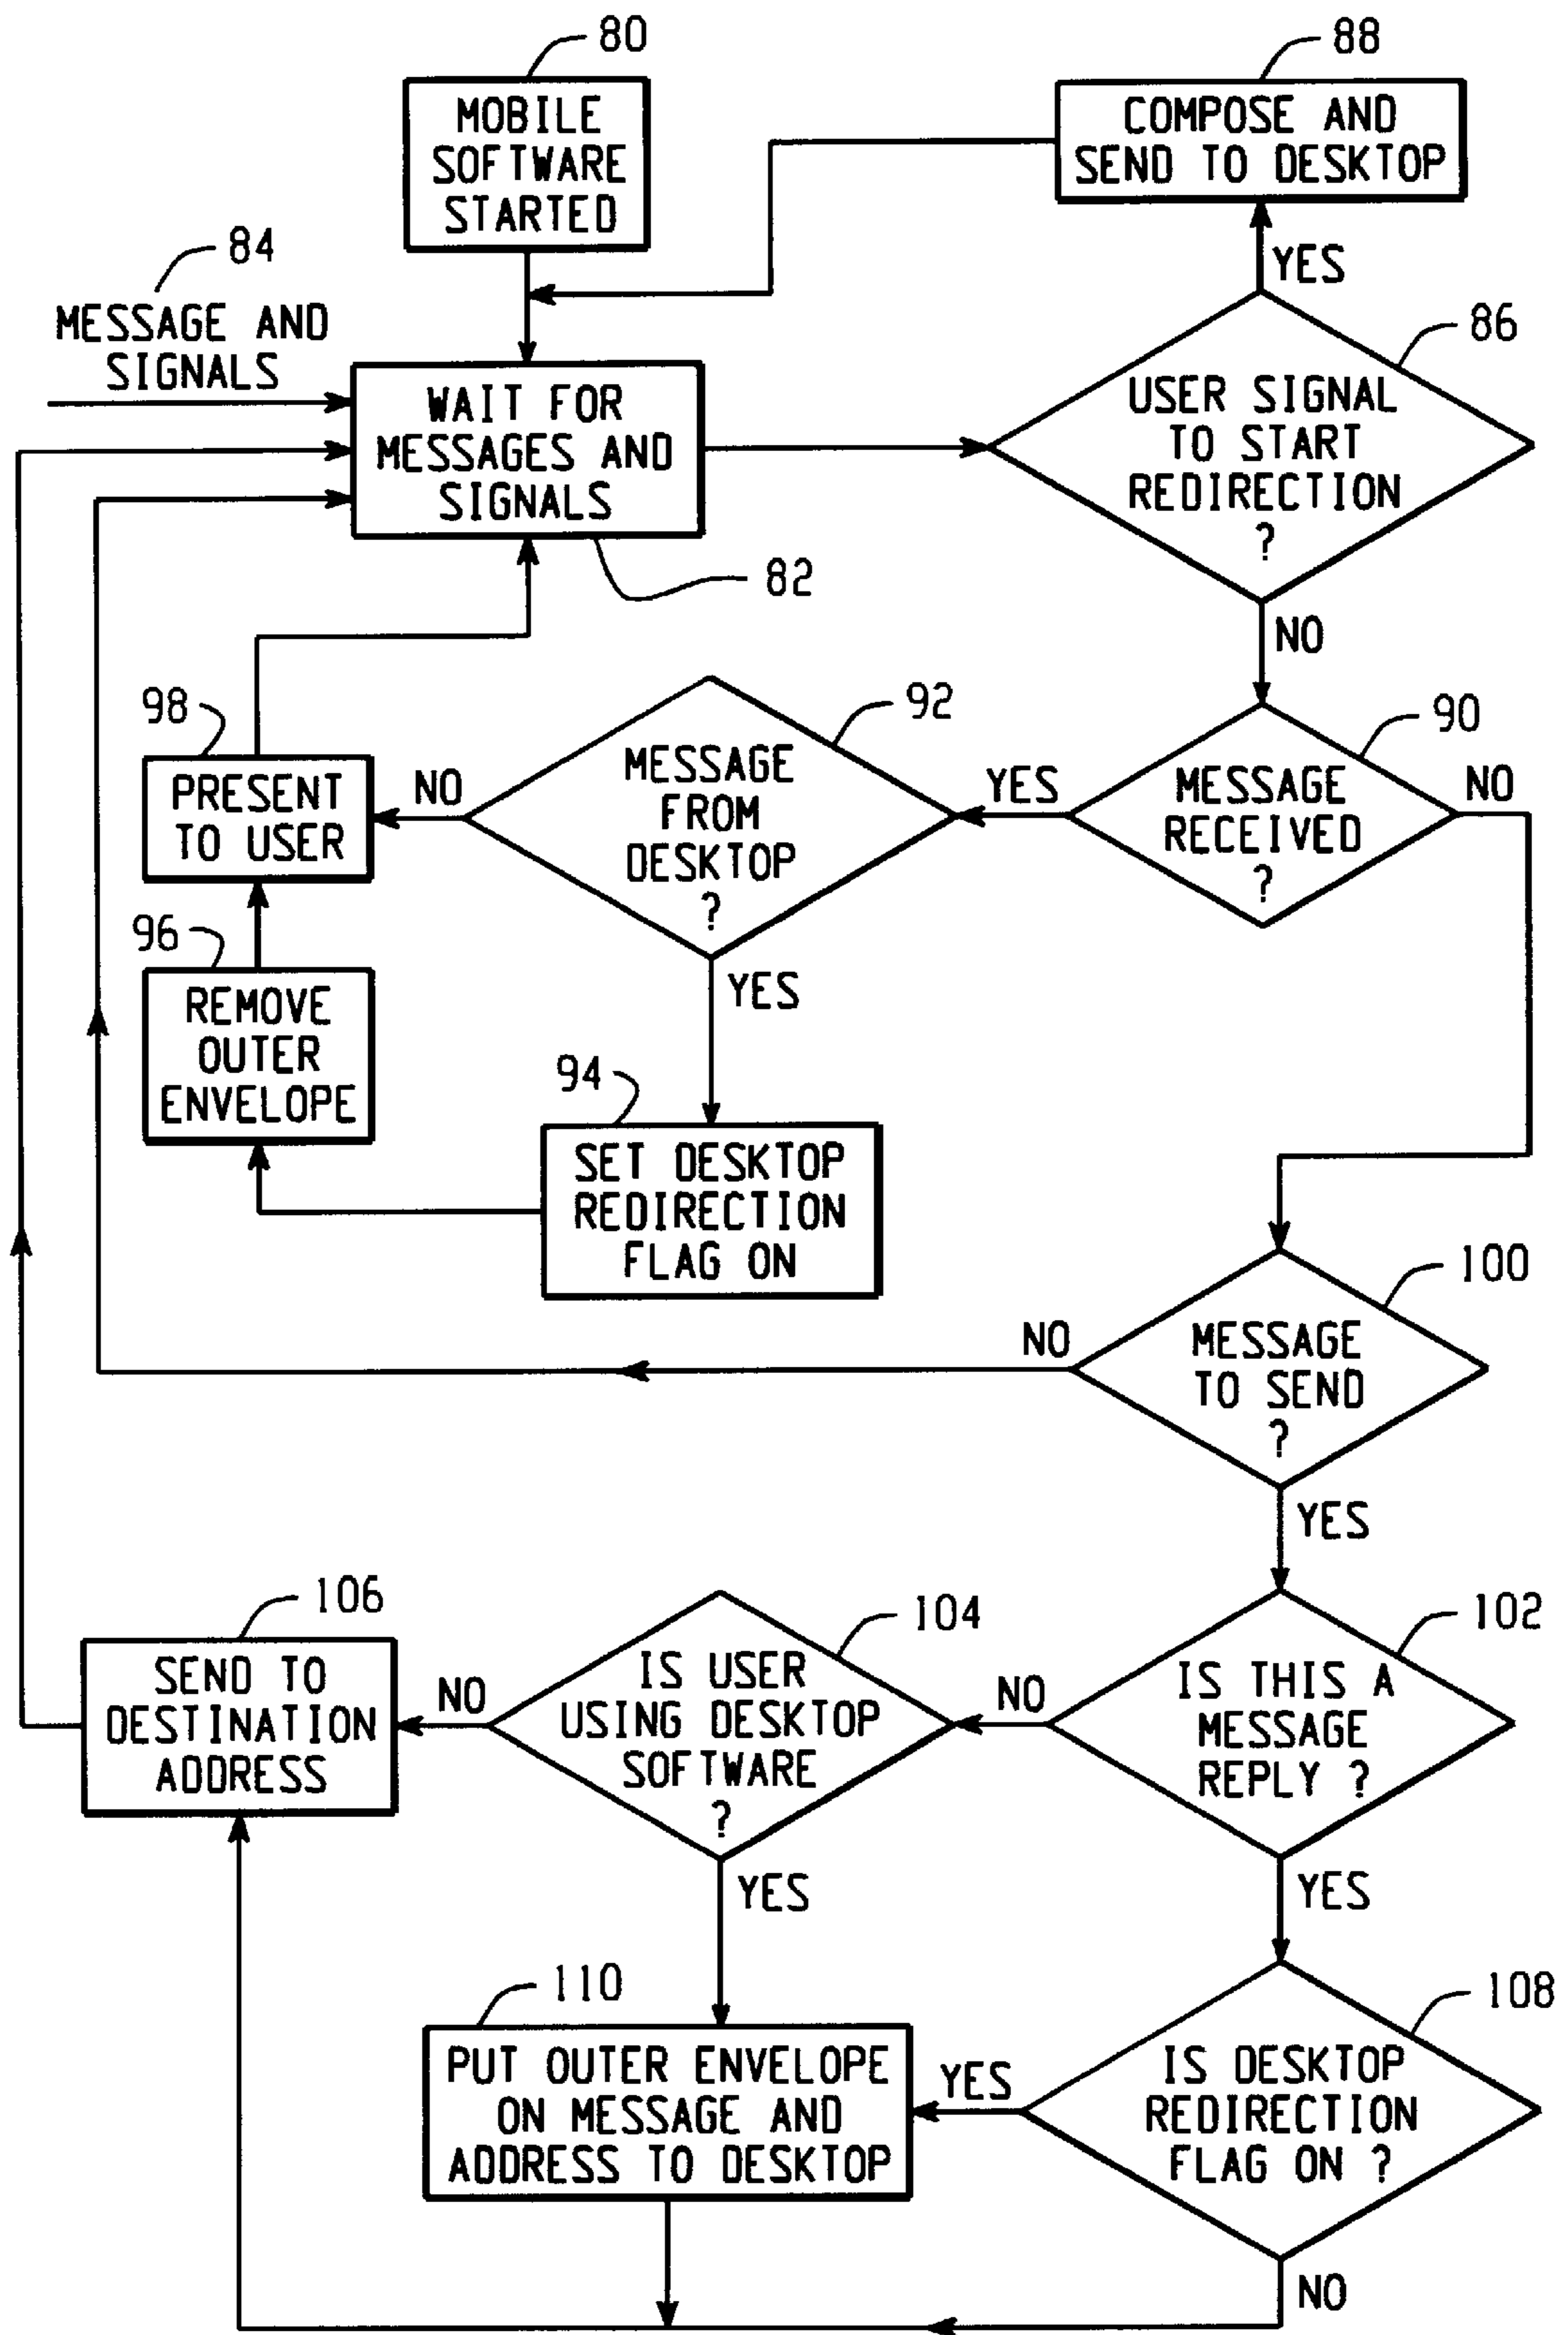 80
MOBILE
SOFTWARE
STARTED
88
COMPOSE AND
SEND TO DESKTOP
84
MESSAGE AND
SIGNALS
YES
86
USER SIGNAL
TO START
REDIRECTION
?
WAIT FOR
MESSAGES AND
SIGNALS
82
NO
98
PRESENT
TO USER
NO
92
MESSAGE
FROM
DESKTOP
?
YES
90
MESSAGE
RECEIVED
?
NO
96
REMOVE
OUTER
ENVELOPE
YES
94
SET DESKTOP
REDIRECTION
FLAG ON
100
NO
MESSAGE
TO SEND
?
YES
106
SEND TO
DESTINATION
ADDRESS
NO
104
IS USER
USING DESKTOP
SOFTWARE
?
NO
102
IS THIS A
MESSAGE
REPLY ?
YES
YES
110
PUT OUTER ENVELOPE
ON MESSAGE AND
ADDRESS TO DESKTOP
YES
108
IS DESKTOP
REDIRECTION
FLAG ON ?
NO